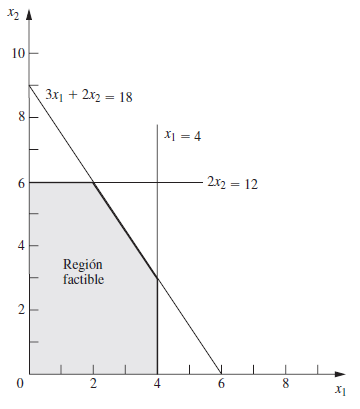 x₂
10
3x₁ + 2x₂ = 18
8
x₁ = 4
6
2x₂ = 12
4
Región
factible
2
0 2 4 6 8
x₁